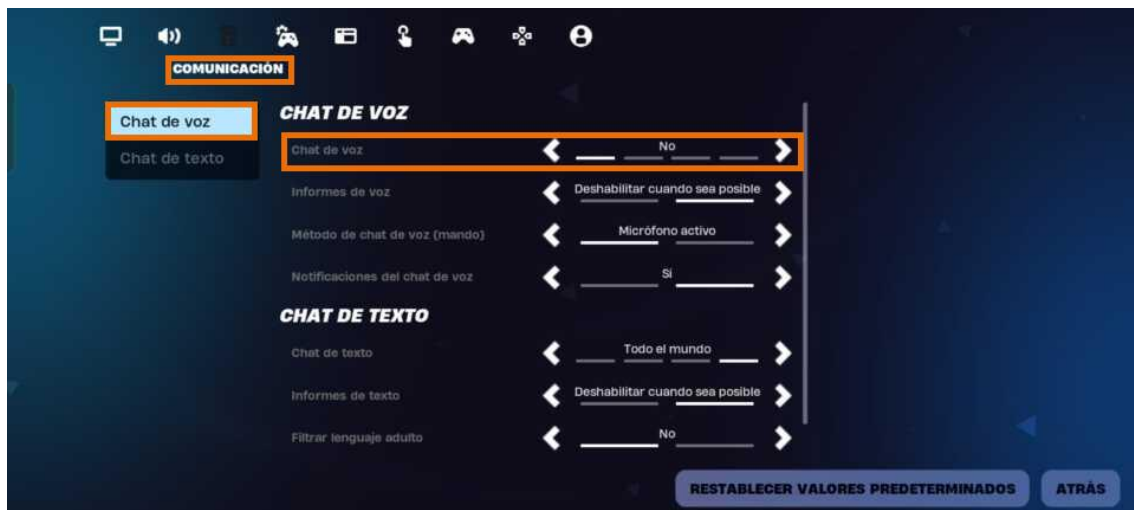 COMUNICACIÓN
Chat de voz
Chat de texto
CHAT DE VOZ
Chat de voz No
Informes de voz Deshabilitar cuando sea posible
Método de chat de voz (mando) Micrófono activo
Notificaciones del chat de voz Sí
CHAT DE TEXTO
Chat de texto Todo el mundo
Informes de texto Deshabilitar cuando sea posible
Filtrar lenguaje adulto No
RESTABLECER VALORES PREDETERMINADOS ATRÁS